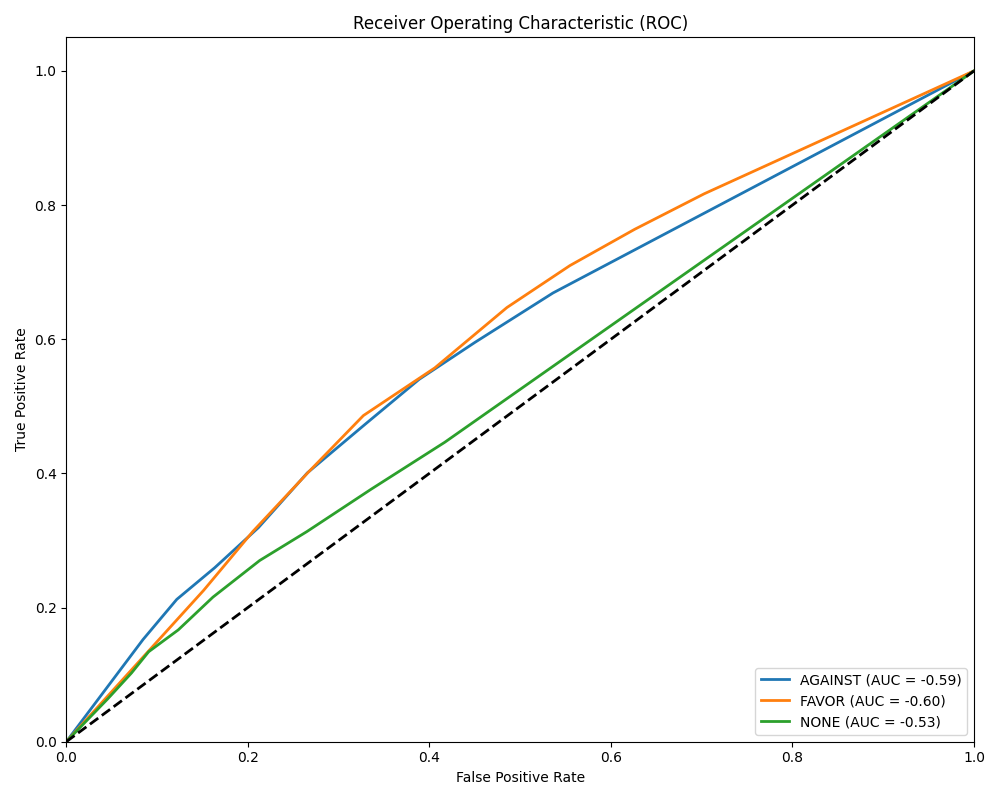 Receiver Operating Characteristic (ROC)
1.0
0.8
0.6
0.4
0.2
0.0
True Positive Rate
AGAINST (AUC = -0.59)
FAVOR (AUC = -0.60)
NONE (AUC = -0.53)
0.0 0.2 0.4 0.6 0.8 1.0
False Positive Rate